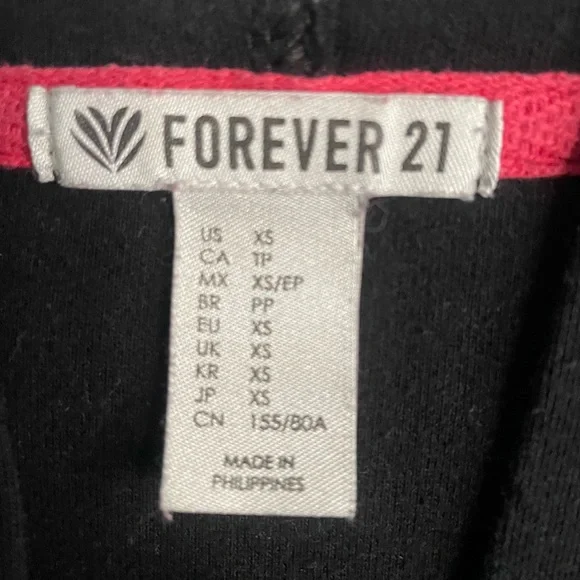 FOREVER 21
US XS
CA TP
MX XS/EP
BR PP
EU XS
UK XS
KR XS
JP XS
CN 155/80A
MADE IN
PHILIPPINES